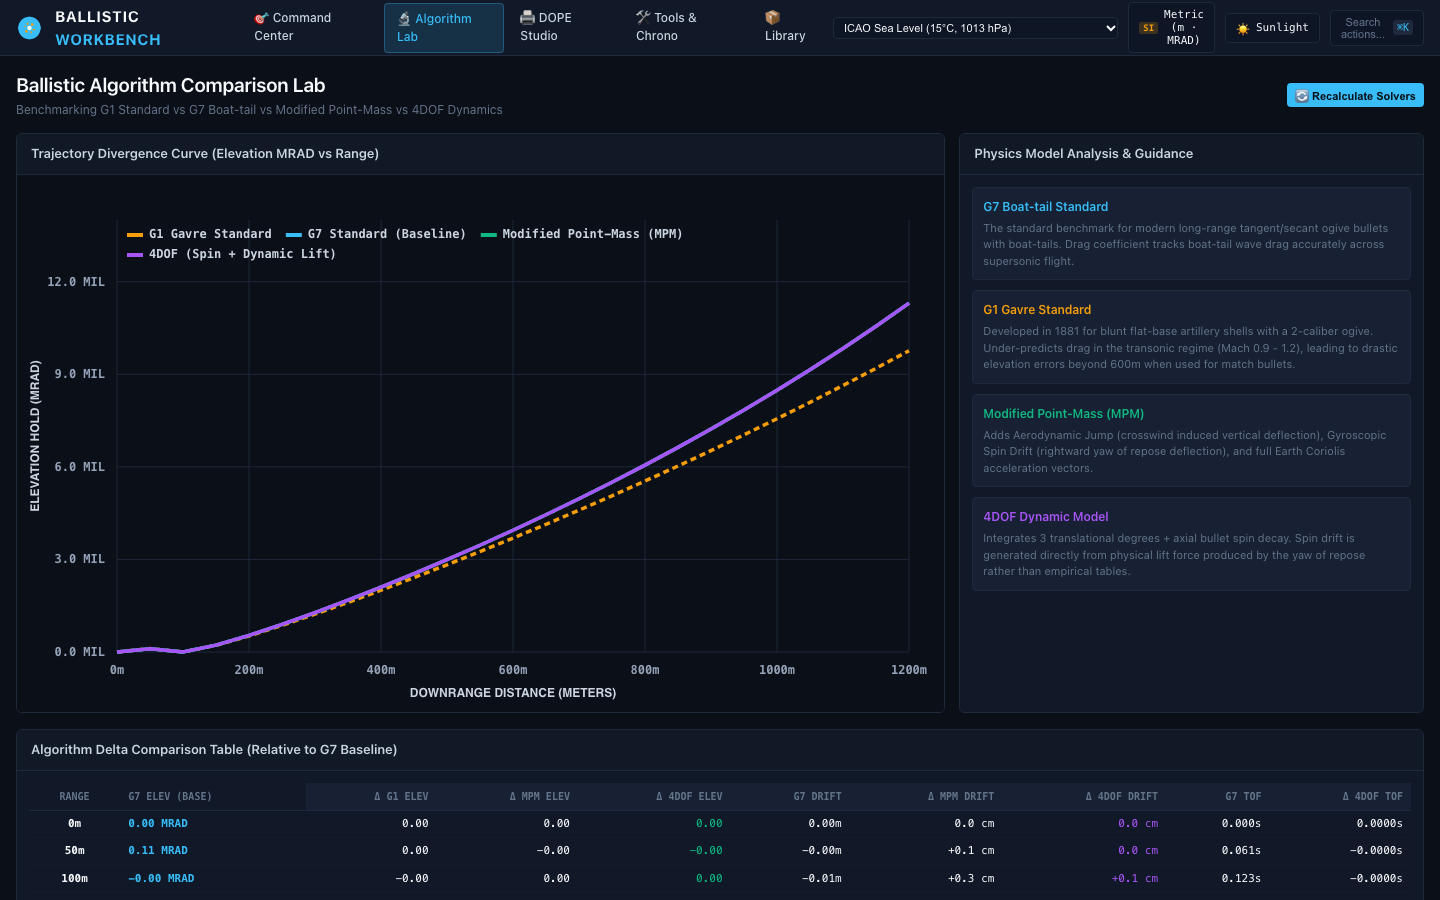 BALLISTIC
WORKBENCH
🎯 Command
Center
🔬 Algorithm
Lab
🖨️ DOPE
Studio
🛠️ Tools &
Chrono
📦
Library
ICAO Sea Level (15°C, 1013 hPa)
SI
Metric
(m ·
MRAD)
☀️ Sunlight
Search
actions...
⌘K
Ballistic Algorithm Comparison Lab
Benchmarking G1 Standard vs G7 Boat-tail vs Modified Point-Mass vs 4DOF Dynamics
🔄 Recalculate Solvers
Trajectory Divergence Curve (Elevation MRAD vs Range)
G1 Gavre Standard G7 Standard (Baseline) Modified Point-Mass (MPM)
4DOF (Spin + Dynamic Lift)
12.0 MIL
9.0 MIL
6.0 MIL
3.0 MIL
0.0 MIL
ELEVATION HOLD (MRAD)
0m 200m 400m 600m 800m 1000m 1200m
DOWNRANGE DISTANCE (METERS)
Physics Model Analysis & Guidance
G7 Boat-tail Standard
The standard benchmark for modern long-range tangent/secant ogive bullets
with boat-tails. Drag coefficient tracks boat-tail wave drag accurately across
supersonic flight.
G1 Gavre Standard
Developed in 1881 for blunt flat-base artillery shells with a 2-caliber ogive.
Under-predicts drag in the transonic regime (Mach 0.9 - 1.2), leading to drastic
elevation errors beyond 600m when used for match bullets.
Modified Point-Mass (MPM)
Adds Aerodynamic Jump (crosswind induced vertical deflection), Gyroscopic
Spin Drift (rightward yaw of repose deflection), and full Earth Coriolis
acceleration vectors.
4DOF Dynamic Model
Integrates 3 translational degrees + axial bullet spin decay. Spin drift is
generated directly from physical lift force produced by the yaw of repose
rather than empirical tables.
Algorithm Delta Comparison Table (Relative to G7 Baseline)
RANGE G7 ELEV (BASE) Δ G1 ELEV Δ MPM ELEV Δ 4DOF ELEV G7 DRIFT Δ MPM DRIFT Δ 4DOF DRIFT G7 TOF Δ 4DOF TOF
0m 0.00 MRAD 0.00 0.00 0.00 0.00m 0.0 cm 0.0 cm 0.000s 0.0000s
50m 0.11 MRAD 0.00 -0.00 -0.00 -0.00m +0.1 cm 0.0 cm 0.061s -0.0000s
100m -0.00 MRAD -0.00 0.00 0.00 -0.01m +0.3 cm +0.1 cm 0.123s -0.0000s